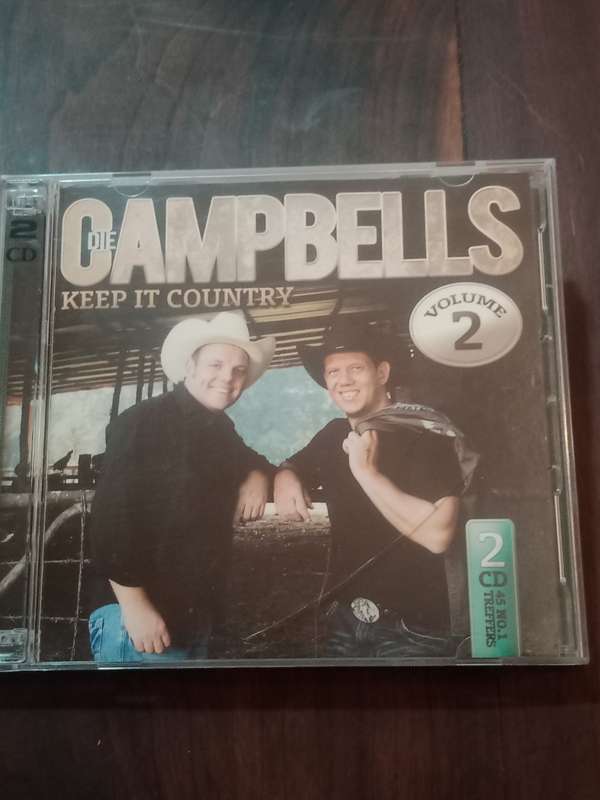 2
CD
DIE
CAMPBELLS
KEEP IT COUNTRY
VOLUME
2
2
CD
45 NO.1
TREFFERS